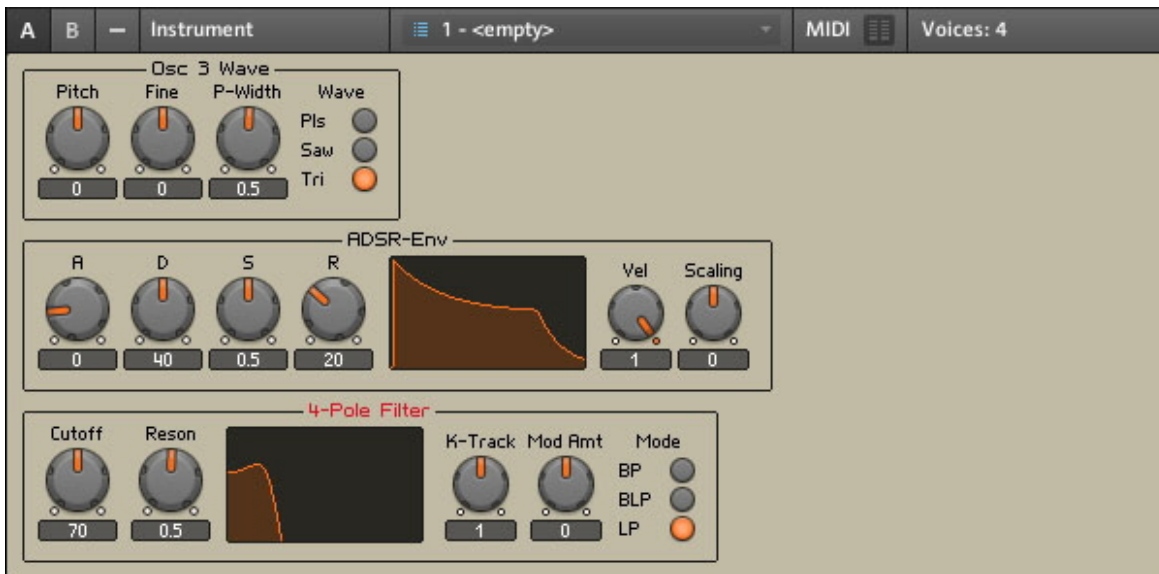 A B – Instrument 1 - <empty> MIDI Voices: 4
Osc 3 Wave
Pitch Fine P-Width Wave
Pls
Saw
Tri
0 0 0.5
ADSR-Env
A D S R Vel Scaling
0 40 0.5 20 1 0
4-Pole Filter
Cutoff Reson K-Track Mod Amt Mode
BP
BLP
LP
70 0.5 1 0